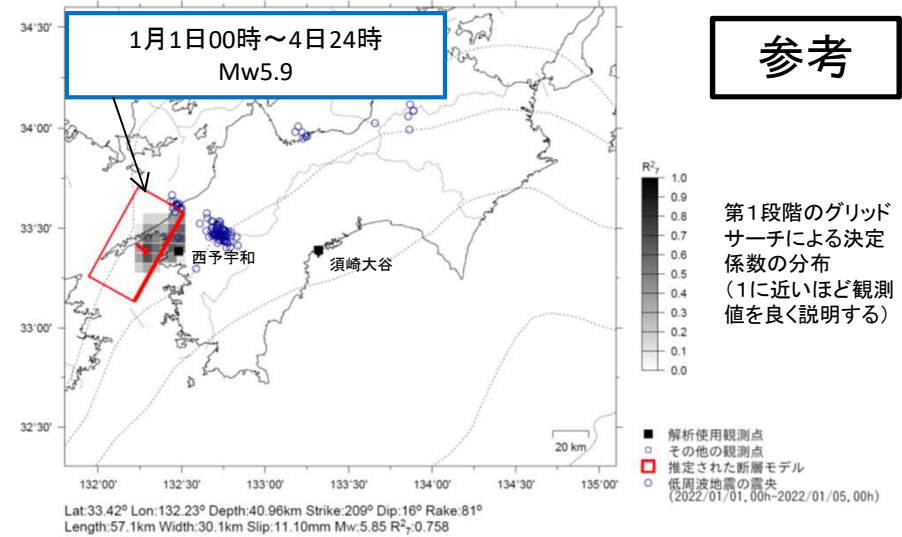 1月1日00時～4日24時
Mw5.9
参考
34°30'
34°00'
33°30'
33°00'
32°30'
132°00'
132°30'
133°00'
133°30'
134°00'
134°30'
135°00'
西予宇和
須崎大谷
20 km
R²₇
1.0
0.9
0.8
0.7
0.6
0.5
0.4
0.3
0.2
0.1
0.0
第1段階のグリッド
サーチによる決定
係数の分布
（1に近いほど観測
値を良く説明する）
解析使用観測点
その他の観測点
推定された断層モデル
低周波地震の震央
(2022/01/01,00h-2022/01/05,00h)
Lat:33.42º Lon:132.23º Depth:40.96km Strike:209º Dip:16º Rake:81º
Length:57.1km Width:30.1km Slip:11.10mm Mw:5.85 R²₇:0.758